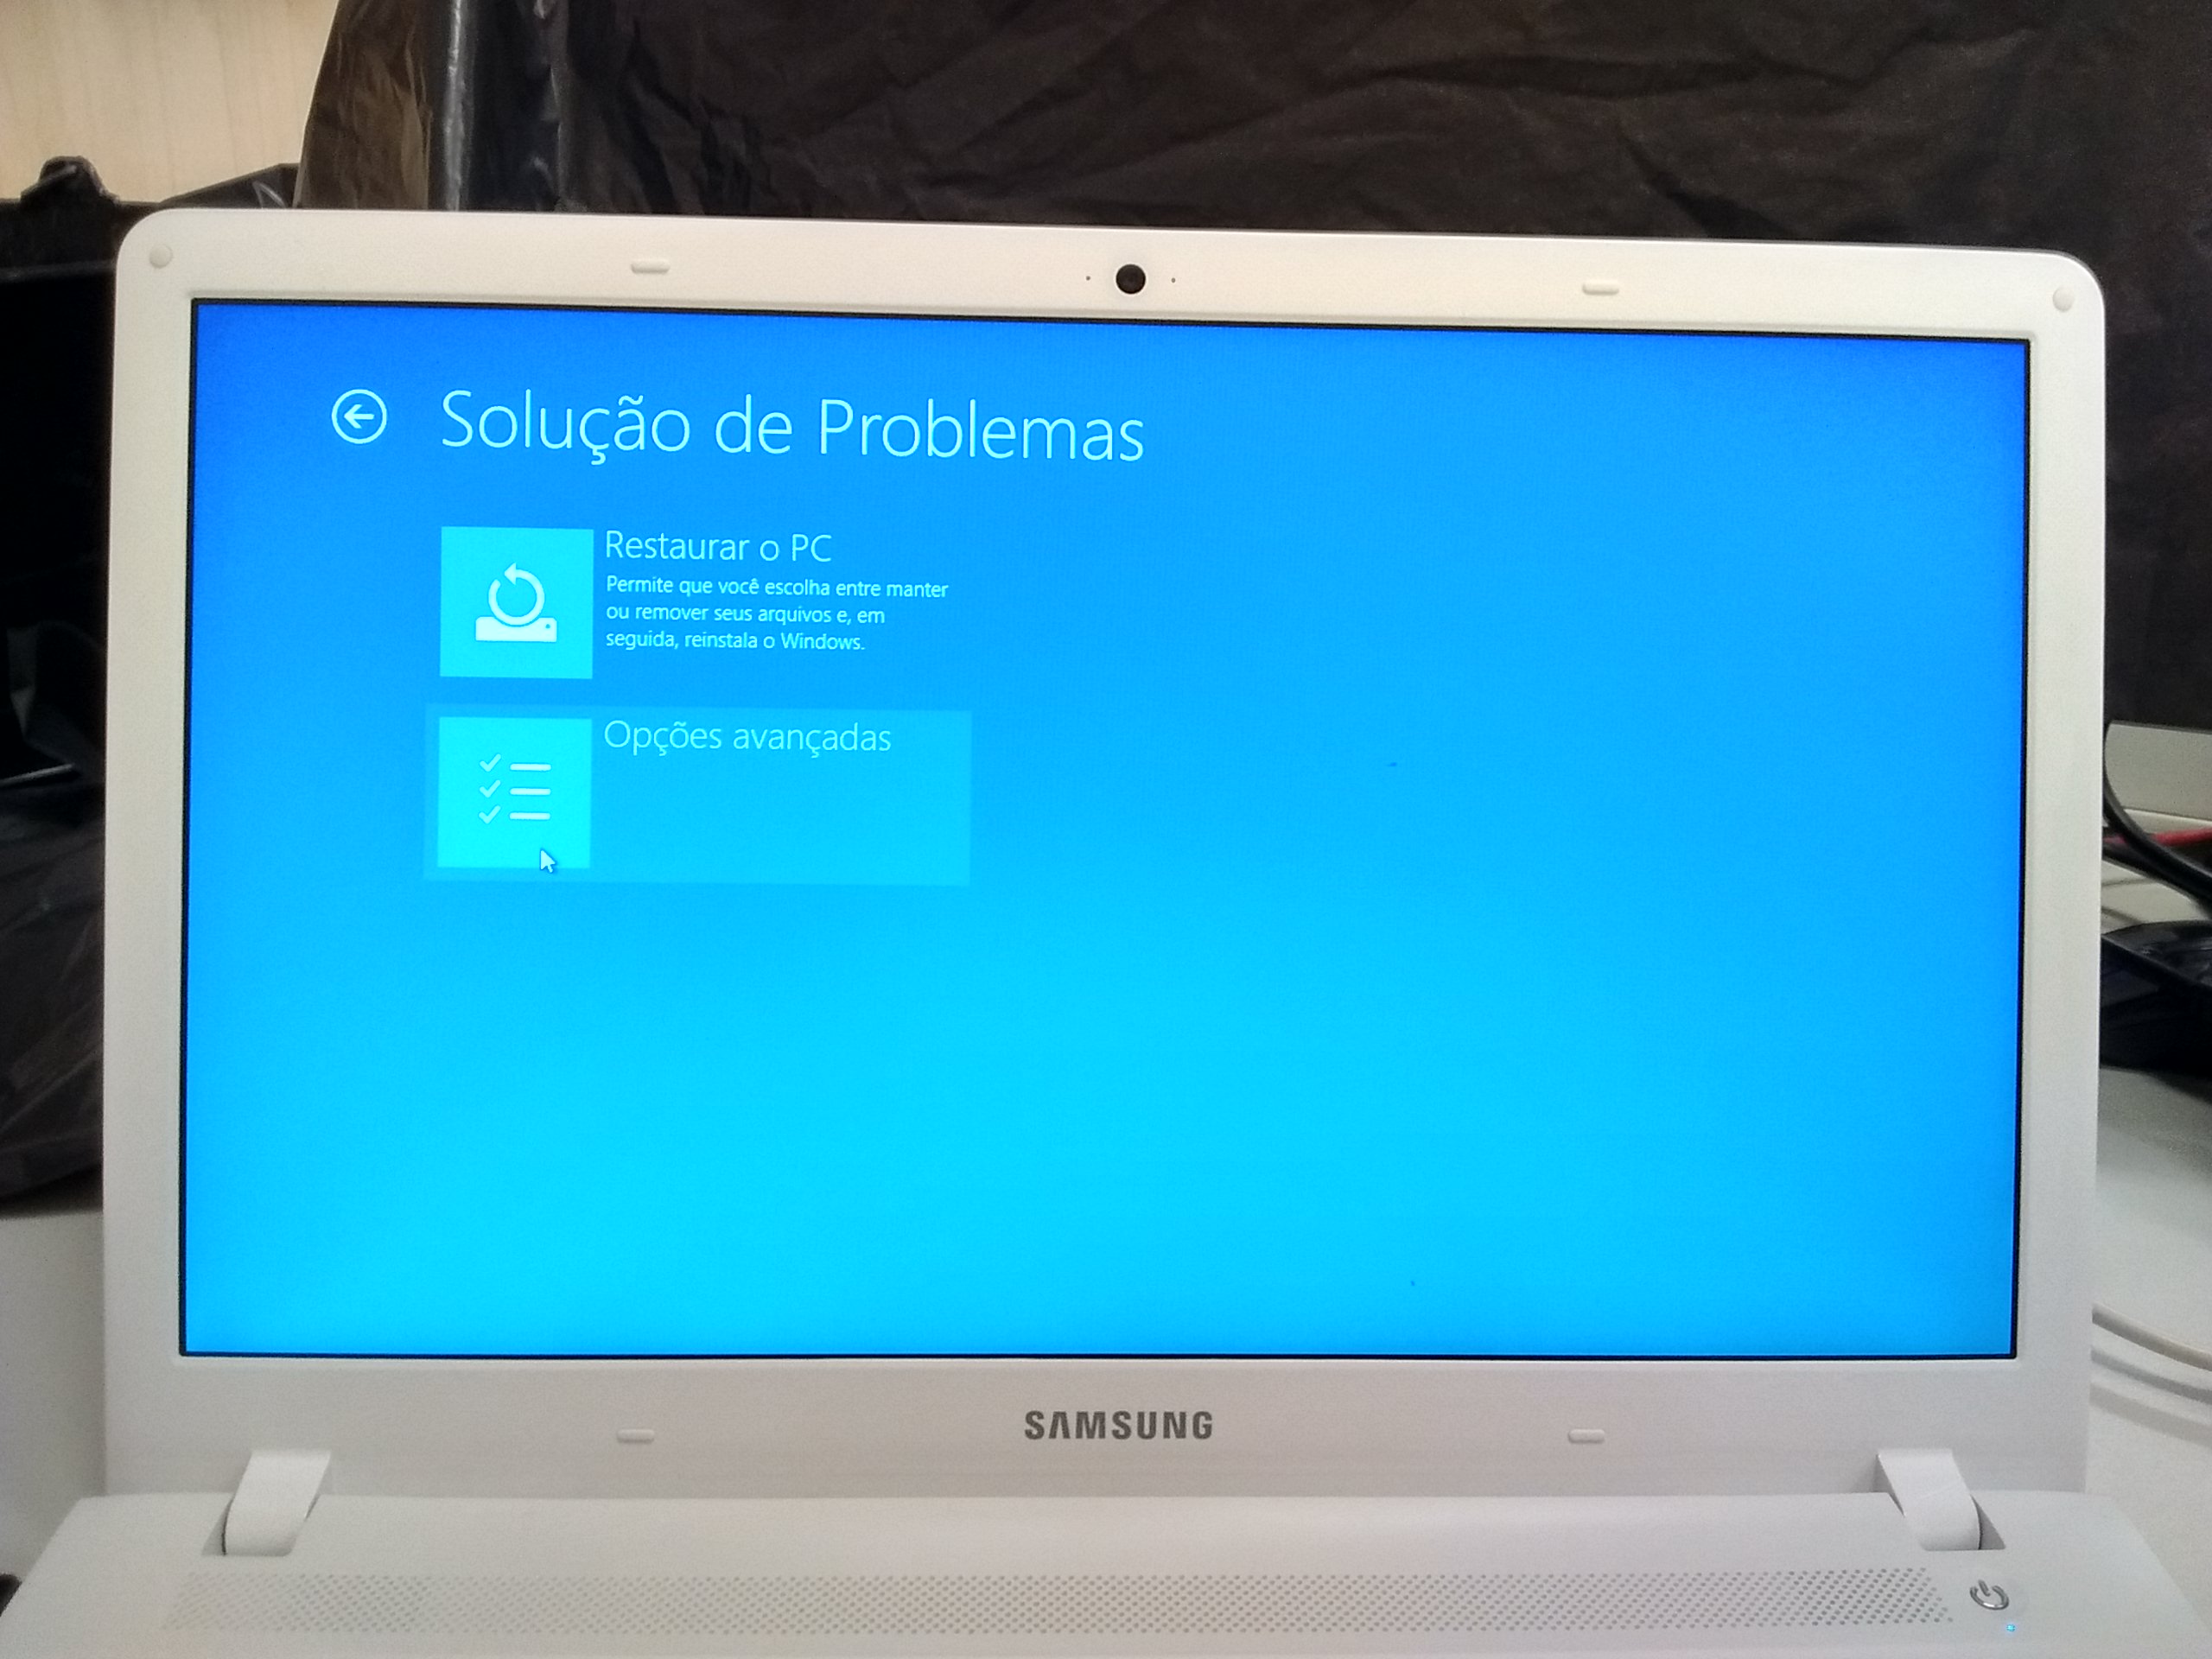 Solução de Problemas
Restaurar o PC
Permite que você escolha entre manter
ou remover seus arquivos e, em
seguida, reinstala o Windows.
Opções avançadas
SAMSUNG